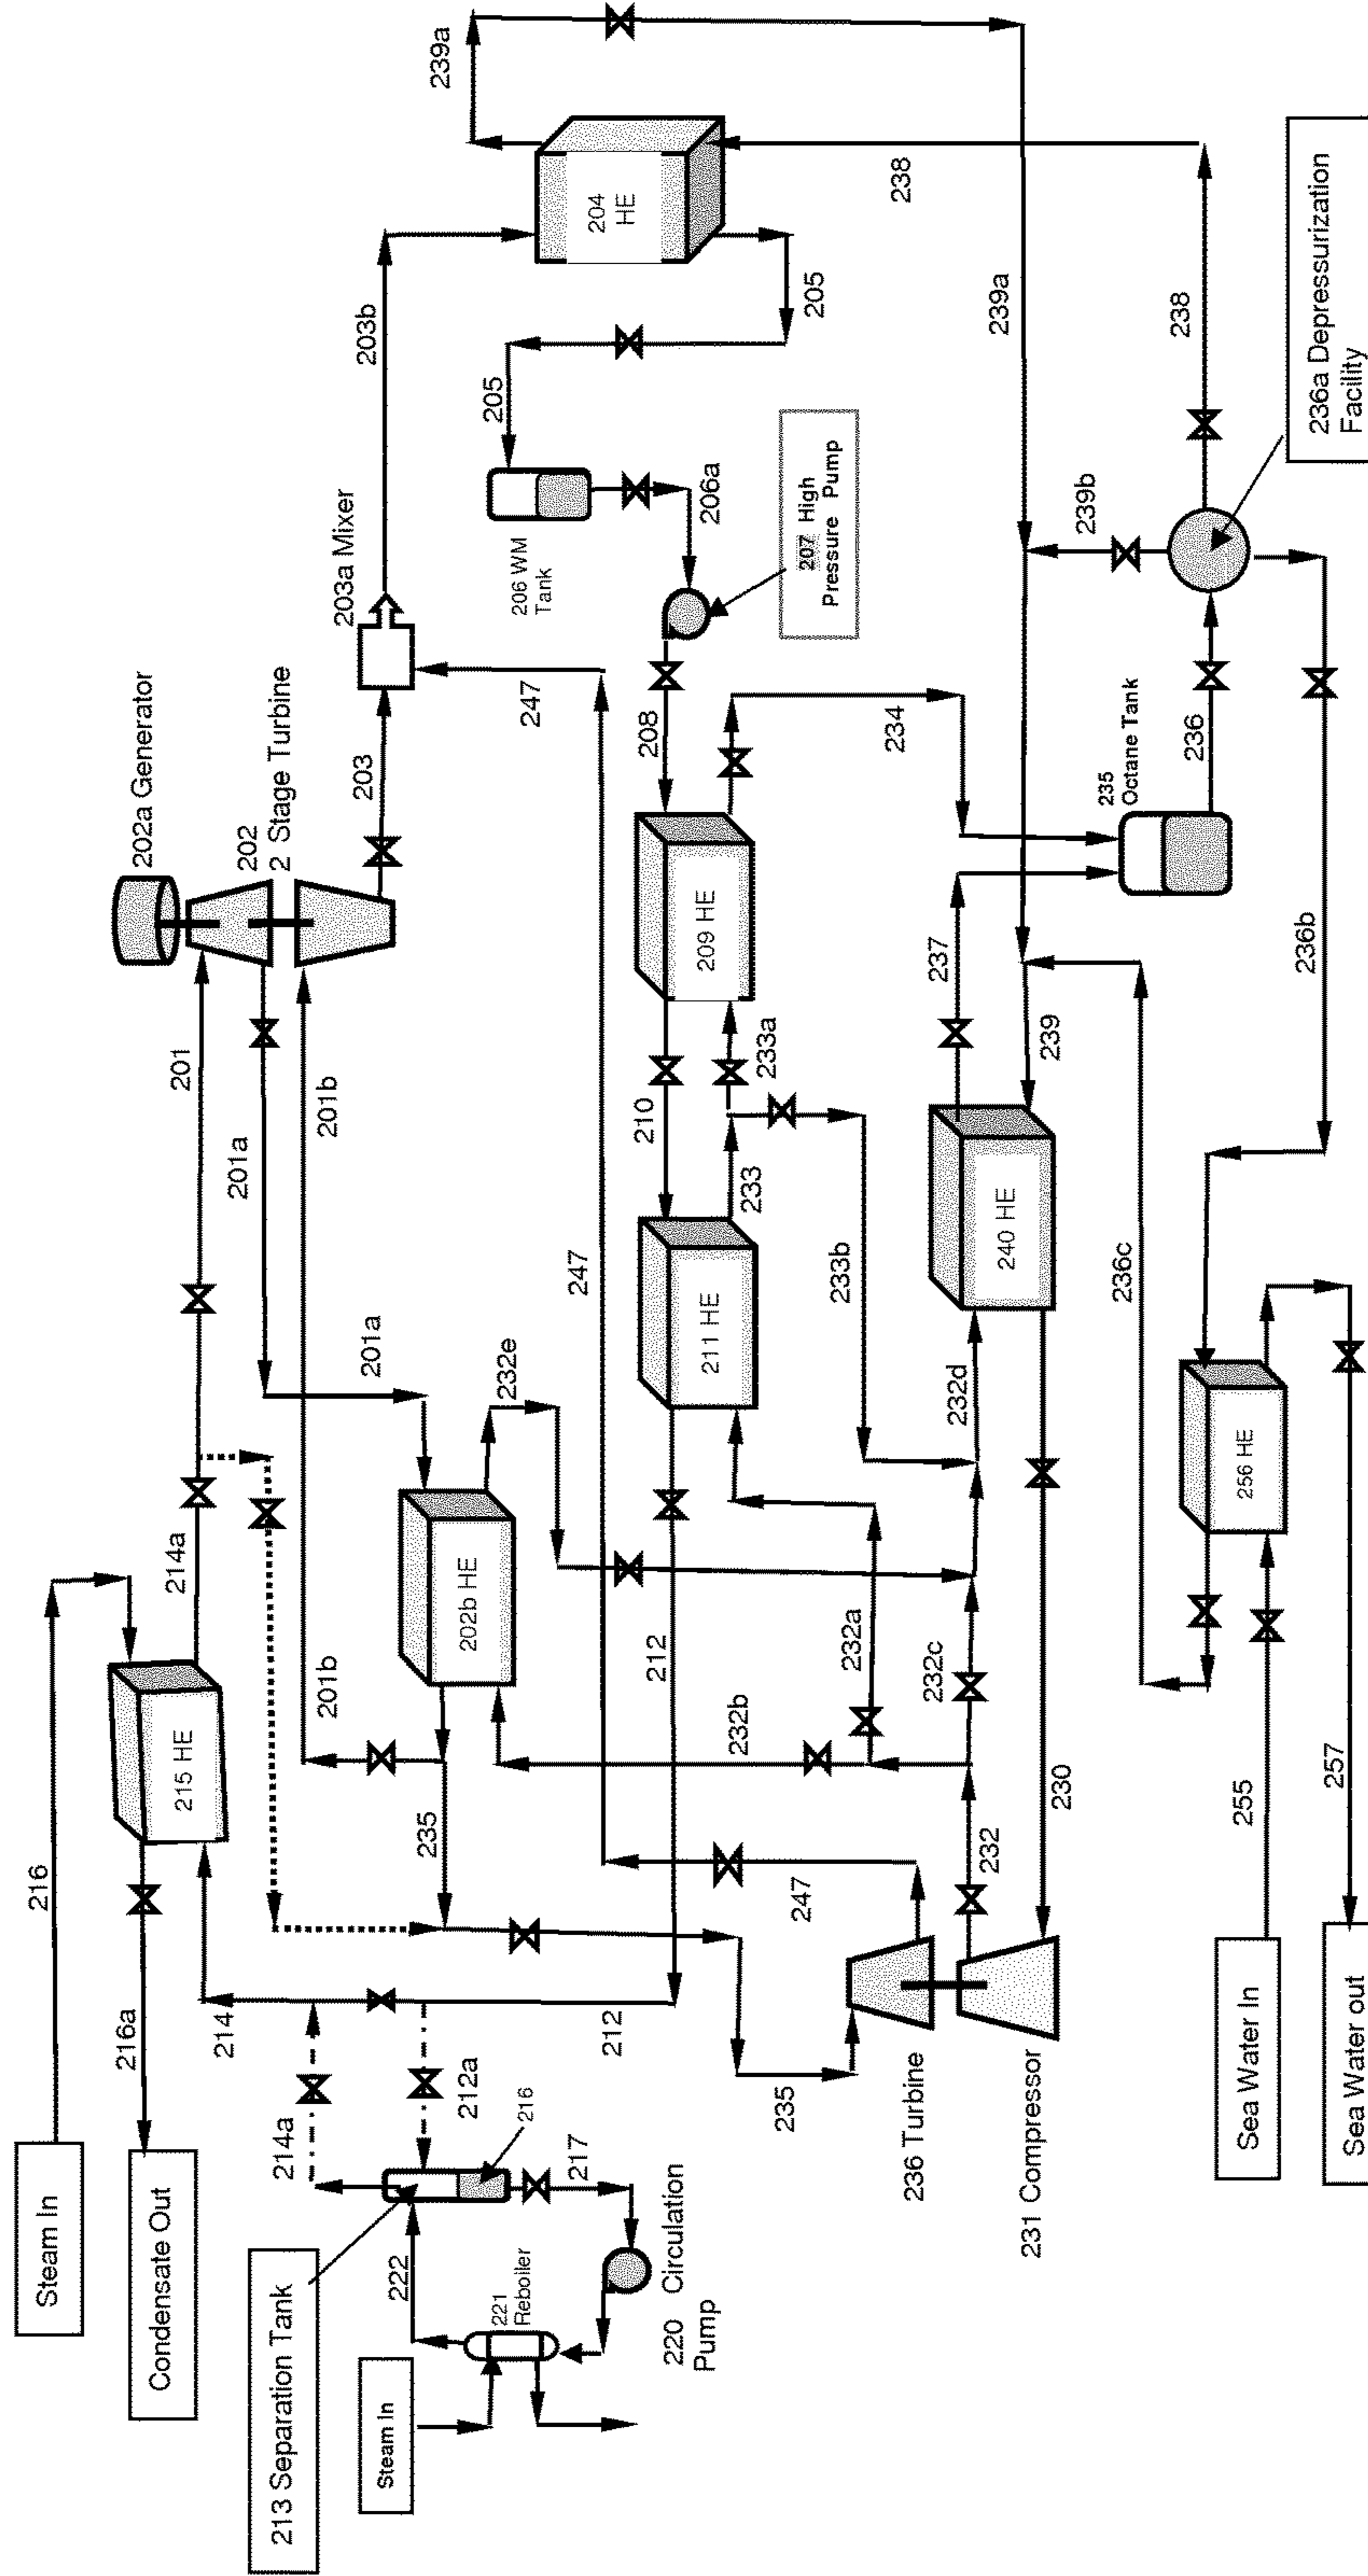 Steam In
216
Condensate Out
216a
215 HE
214
214a
213 Separation Tank
214a
212a
216
217
222
221
Reboiler
220 Circulation
Pump
Steam In
202a Generator
202
2 Stage Turbine
201
201a
201b
201a
201b
202b HE
232e
235
203
203a Mixer
203b
247
247
247
204
HE
205
205
206 WM
Tank
206a
207 High
Pressure Pump
208
209 HE
210
211 HE
212
212
233
233a
233b
234
232a
232b
232c
232d
232
235
236 Turbine
231 Compressor
230
240 HE
237
239
235
Octane Tank
236
239a
239a
239b
238
238
236a Depressurization
Facility
236b
236c
256 HE
Sea Water In
255
257
Sea Water out